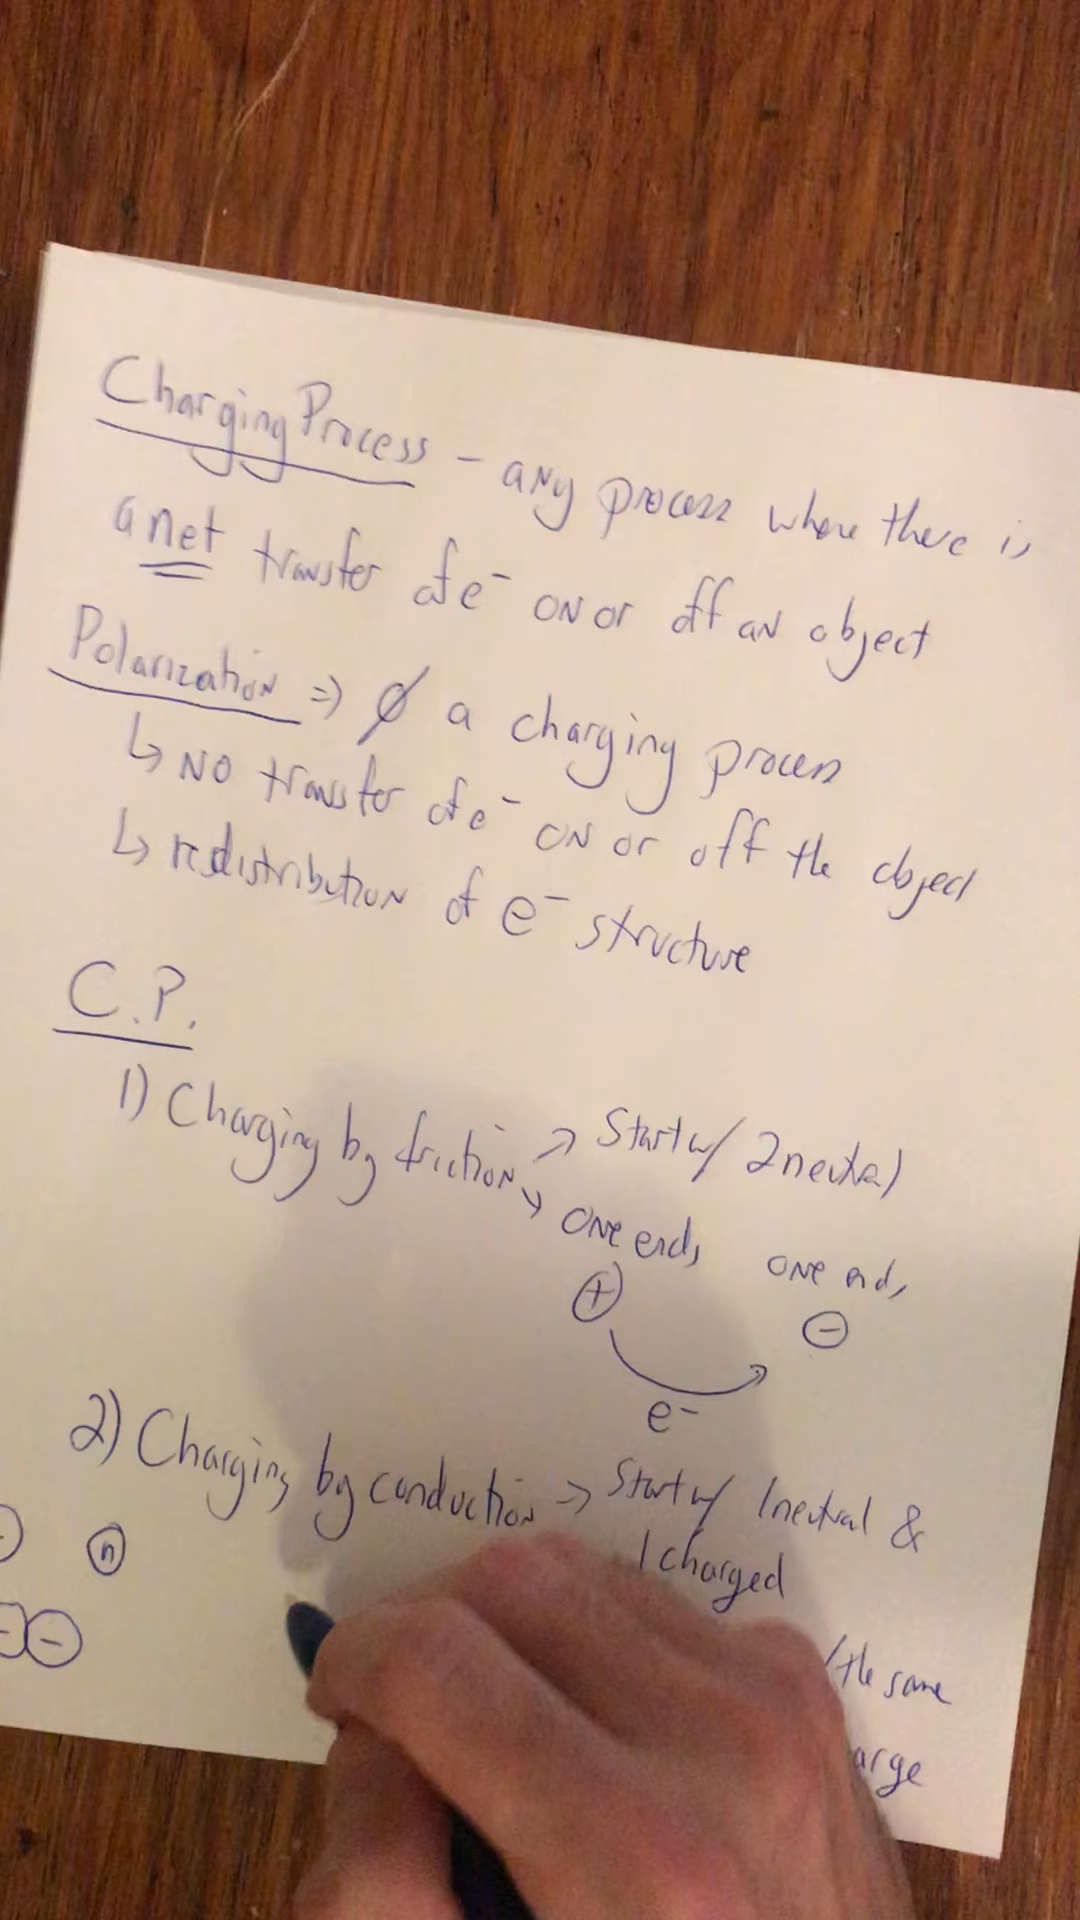 Charging Process - any process where there is
a net transfer of e⁻ on or off an object
Polarization => ∅ a charging process
↳ NO transfer of e⁻ on or off the object
↳ redistribution of e⁻ structure
C.P.
1) Charging by friction → Start w/ 2 neutral
↘ one ends one ends
+ -
e⁻
2) Charging by conduction → Start w/ 1 neutral &
1 charged
- n
- -
/the same
arge